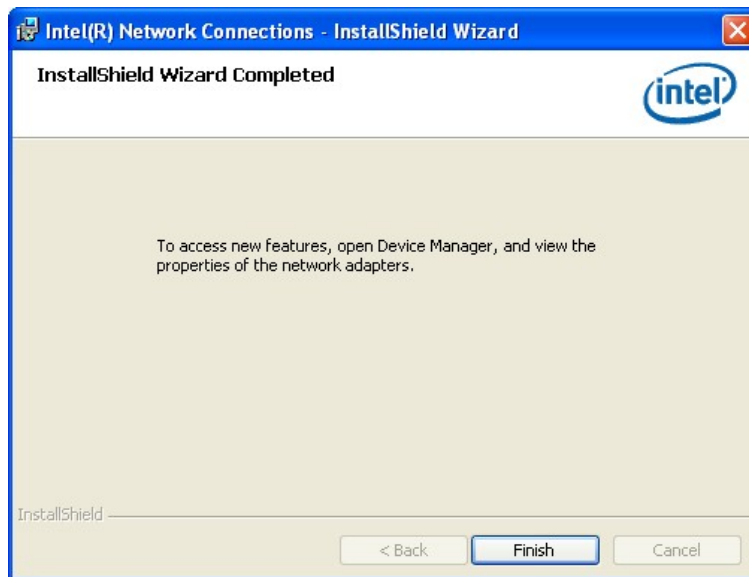 Intel(R) Network Connections - InstallShield Wizard
InstallShield Wizard Completed
intel
To access new features, open Device Manager, and view the
properties of the network adapters.
InstallShield
< Back
Finish
Cancel